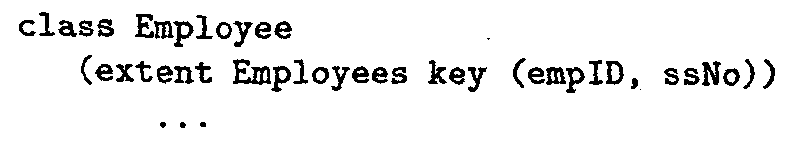 class Employee
(extent Employees key (empID, ssNo))
...